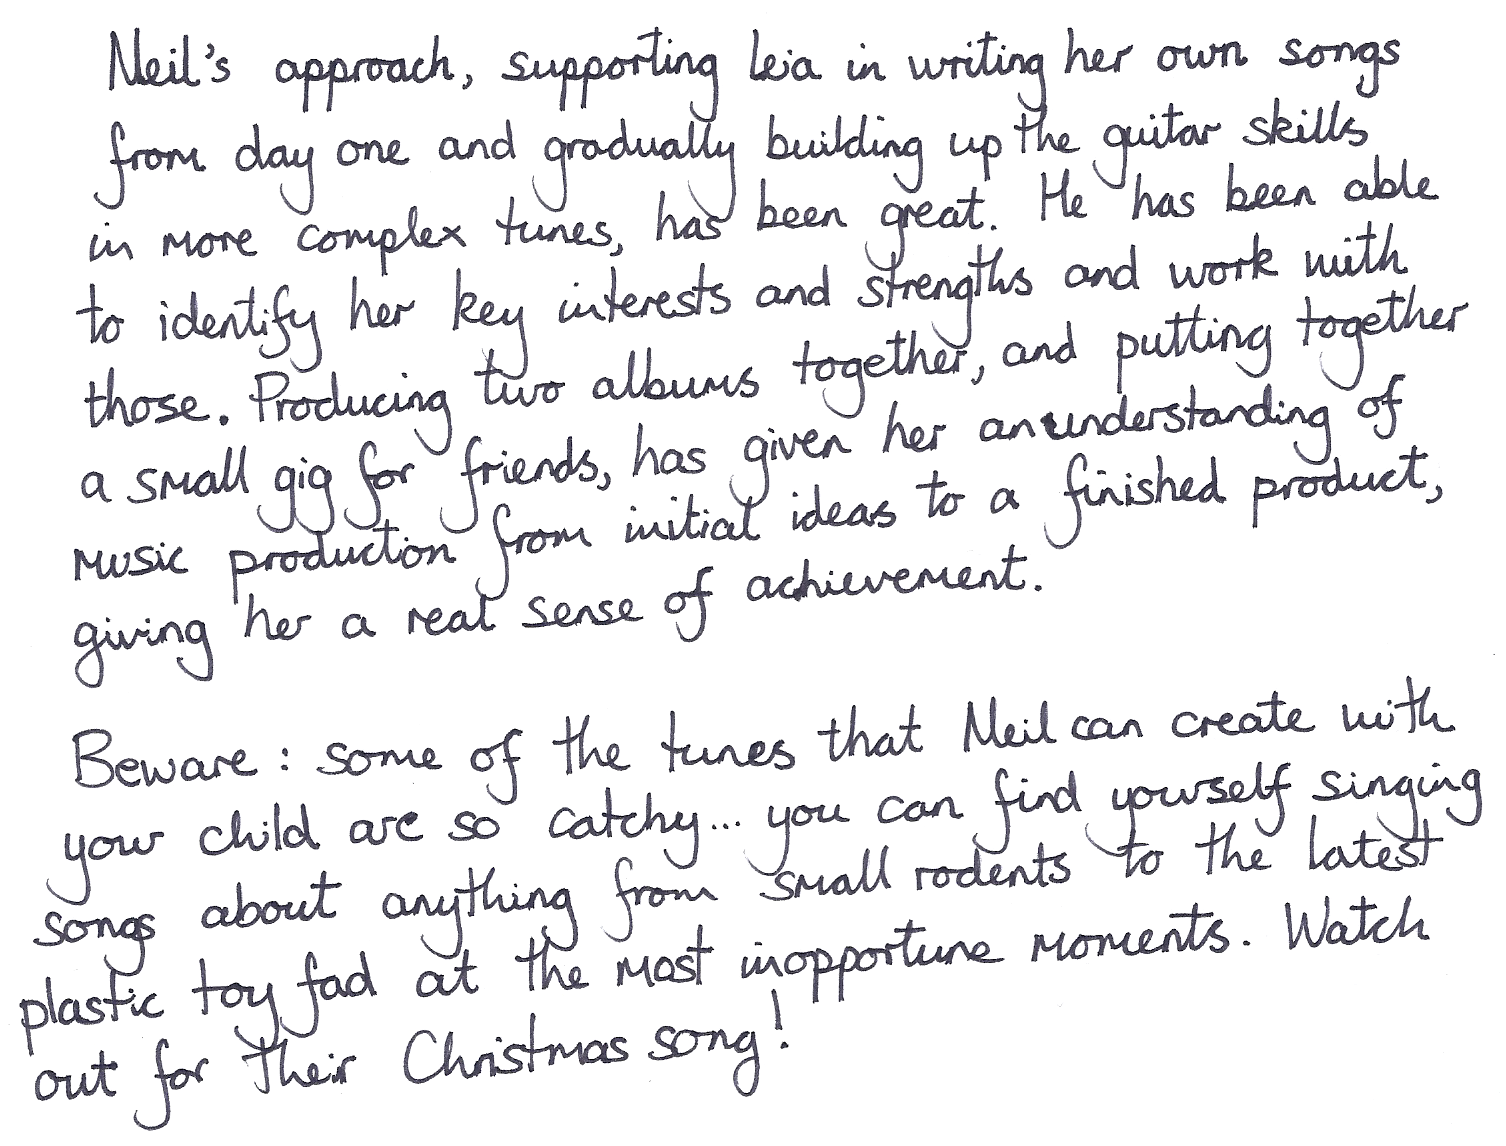 Neil's approach, supporting Leia in writing her own songs
from day one and gradually building up the guitar skills
in more complex tunes, has been great. He has been able
to identify her key interests and strengths and work with
those. Producing two albums together, and putting together
a small gig for friends, has given her an understanding of
music production from initial ideas to a finished product,
giving her a real sense of achievement.
Beware: some of the tunes that Neil can create with
your child are so catchy... you can find yourself singing
songs about anything from small rodents to the latest
plastic toy fad at the most inopportune moments. Watch
out for their Christmas song!